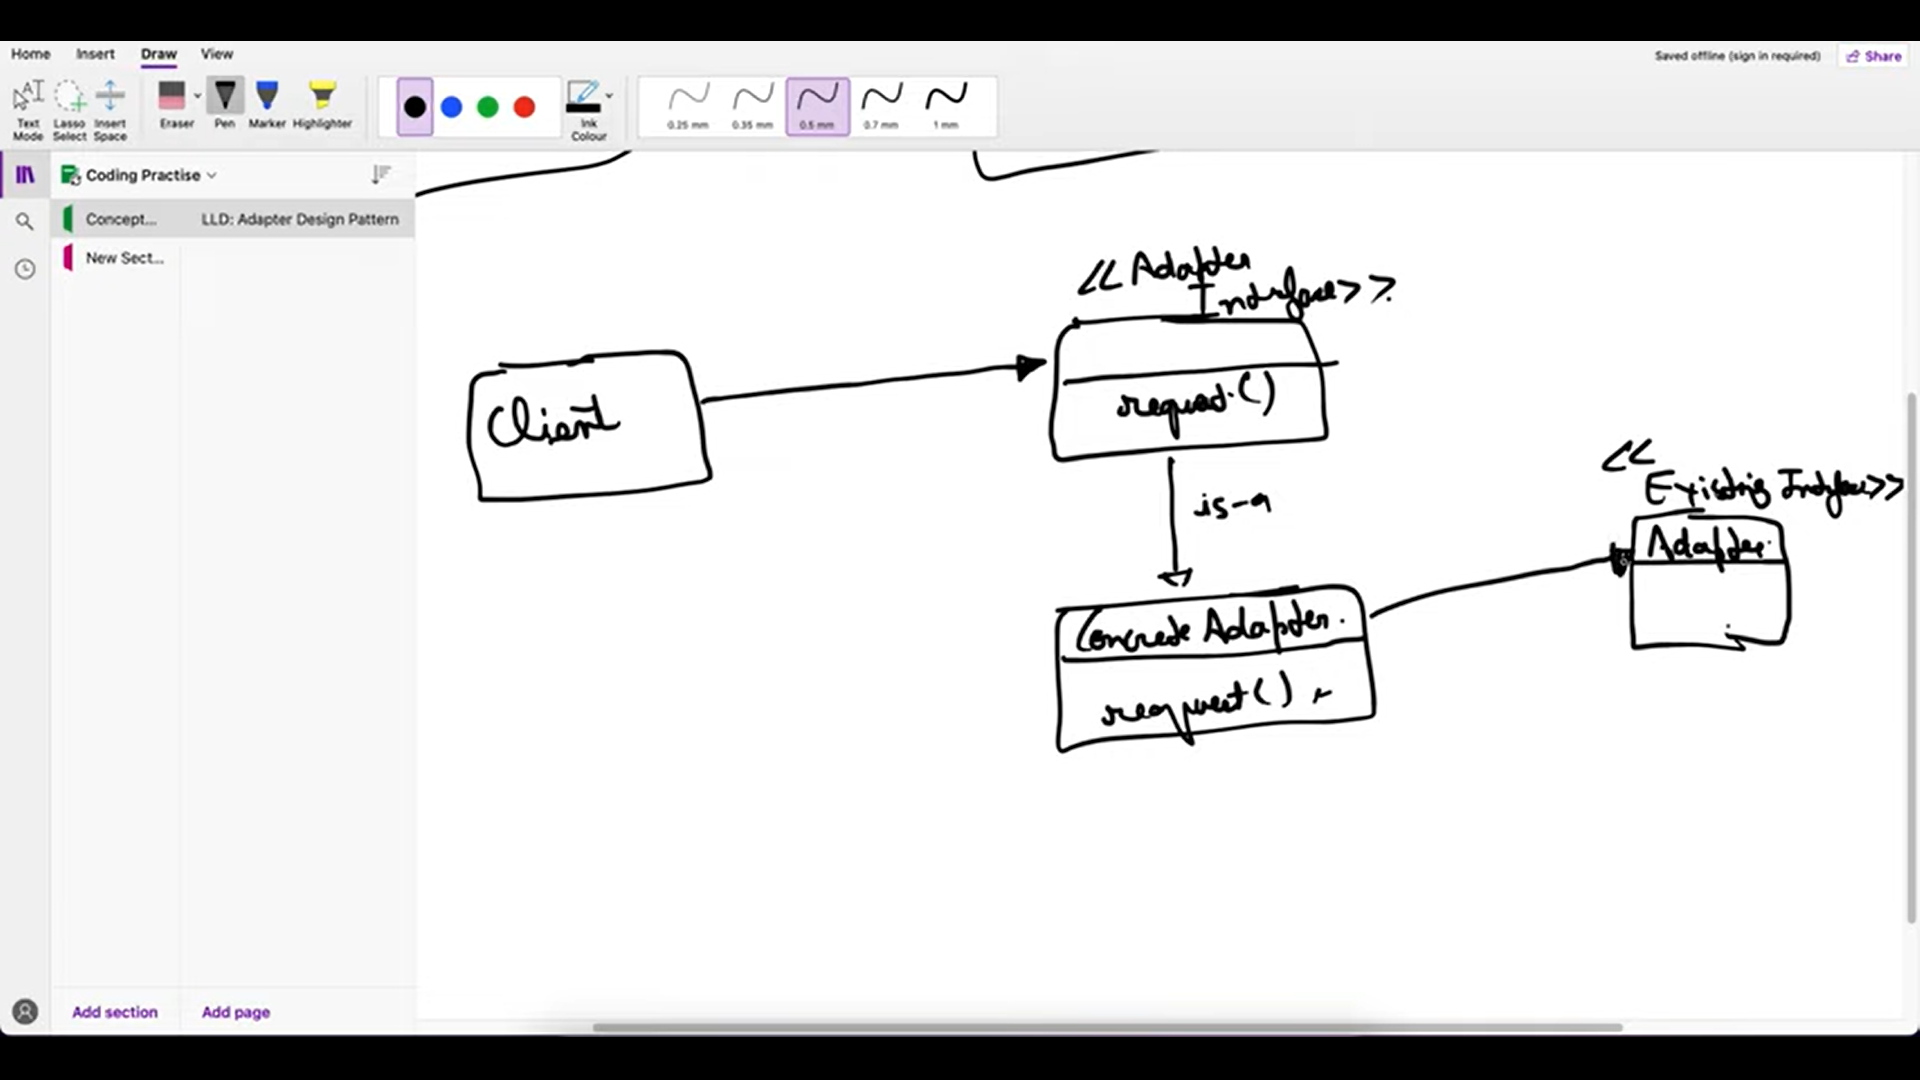 Home Insert Draw View
Saved offline (sign in required) Share
Text Mode
Lasso Select
Insert Space
Eraser
Pen
Marker
Highlighter
Ink Colour
0.25 mm
0.35 mm
0.5 mm
0.7 mm
1 mm
Coding Practise
Concept... LLD: Adapter Design Pattern
New Sect...
<< Adapter
Interface >>
Client
request()
is-a
<<
Existing Interface >>
Adaptee
Concrete Adapter
request()
Add section Add page